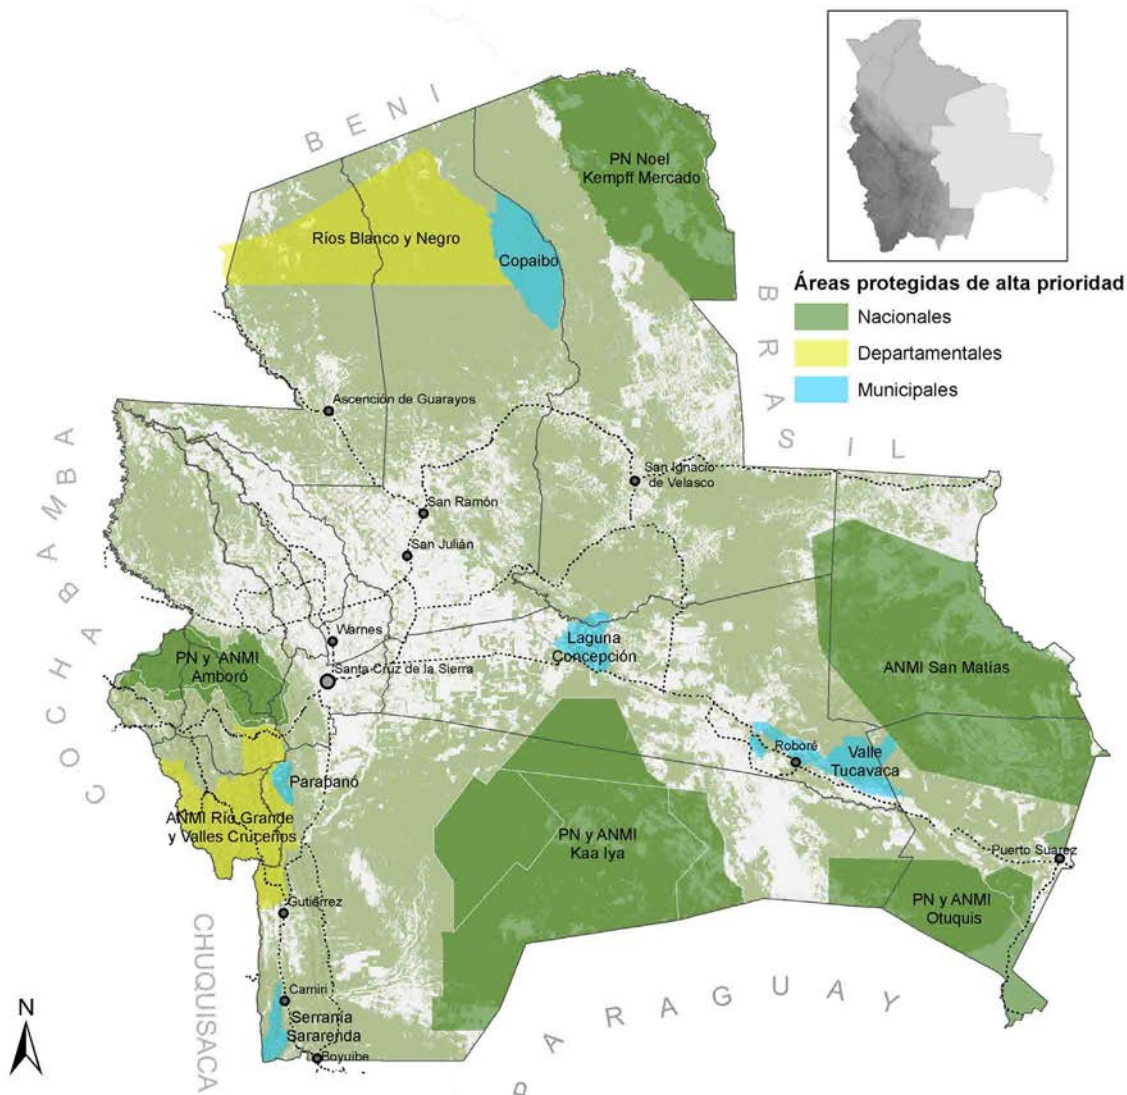 BENI
PN Noel
Kempff Mercado
Ríos Blanco y Negro
Copaibo
BRASIL
Áreas protegidas de alta prioridad
Nacionales
Departamentales
Municipales
Ascención de Guarayos
San Ignacio
de Velasco
San Ramón
San Julián
COCHABAMBA
Warnes
Laguna
Concepción
PN y ANMI
Amboró
Santa Cruz de la Sierra
ANMI San Matías
Roboré
Valle
Tucavaca
Parabanó
ANMI Río Grande
y Valles Cruceños
PN y ANMI
Kaa Iya
Puerto Suarez
PN y ANMI
Otuquis
Gutiérrez
CHUQUISACA
Camiri
Serranía
Sararenda
Boyuibe
PARAGUAY
N